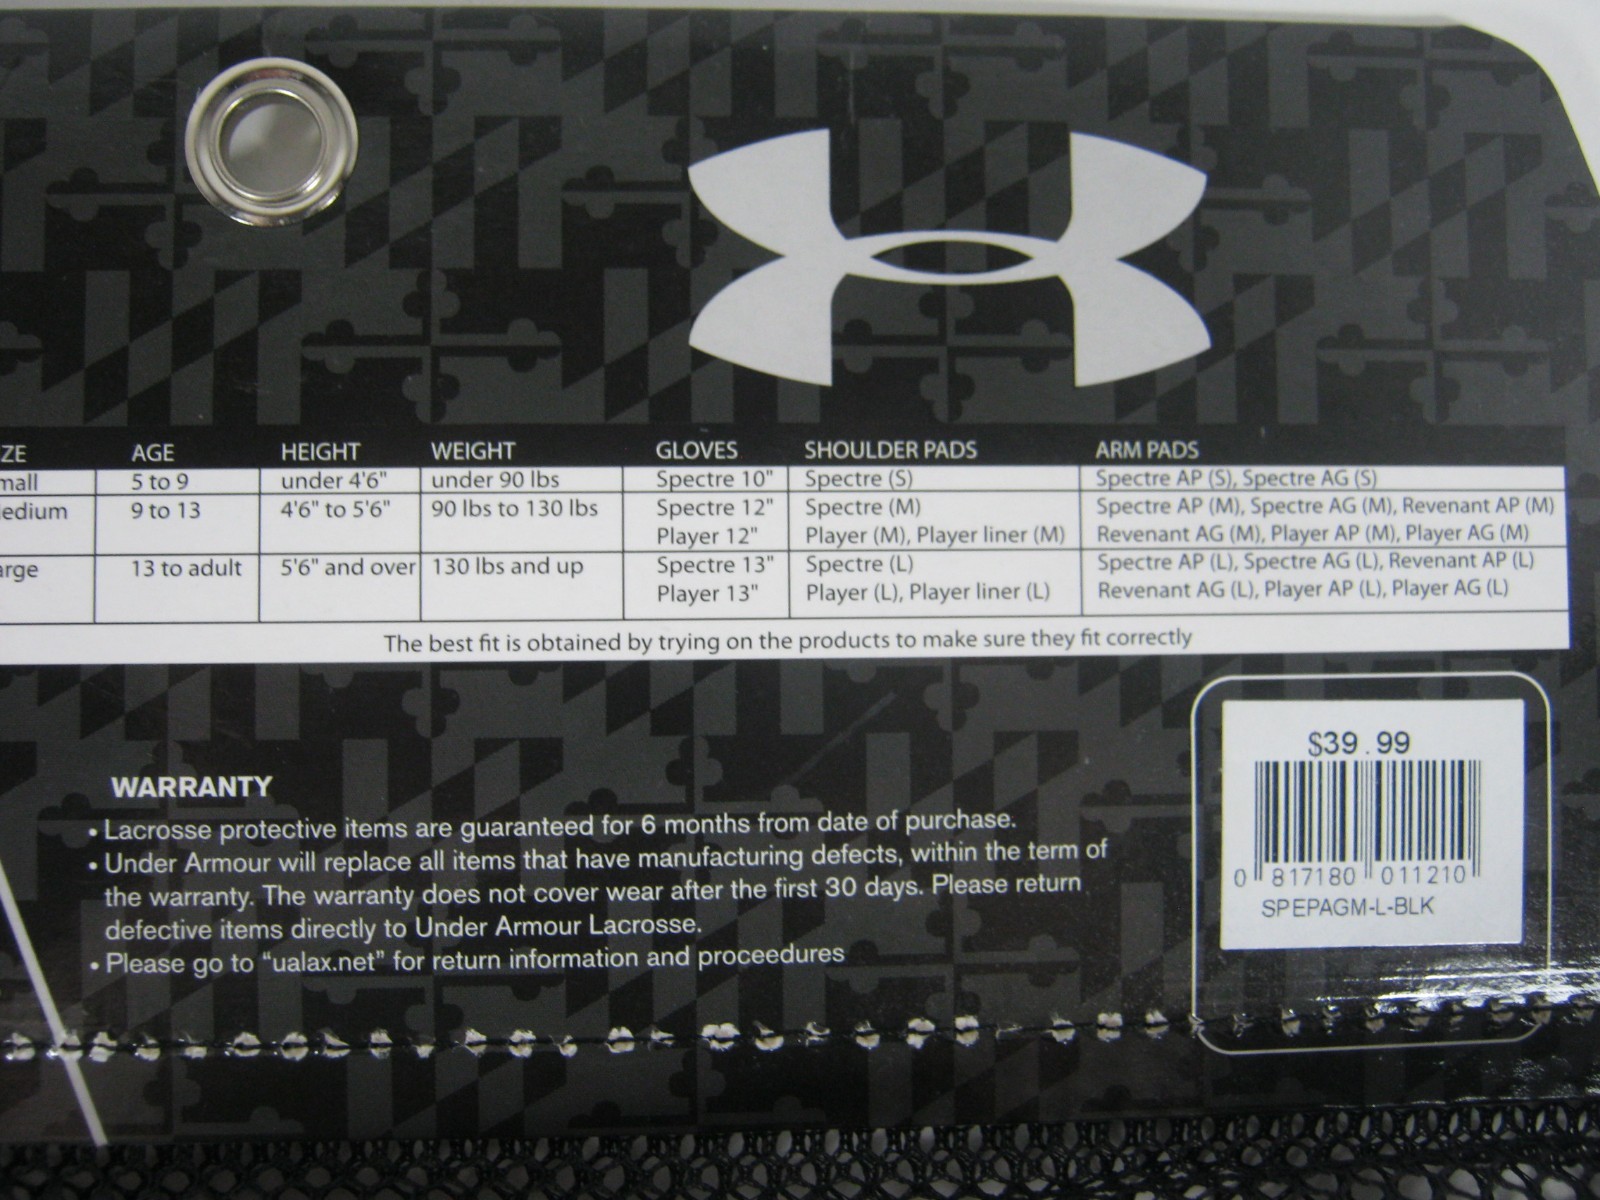 ZE AGE HEIGHT WEIGHT GLOVES SHOULDER PADS ARM PADS
mall 5 to 9 under 4'6" under 90 lbs Spectre 10" Spectre (S) Spectre AP (S), Spectre AG (S)
edium 9 to 13 4'6" to 5'6" 90 lbs to 130 lbs Spectre 12" Spectre (M) Spectre AP (M), Spectre AG (M), Revenant AP (M)
Player 12" Player (M), Player liner (M) Revenant AG (M), Player AP (M), Player AG (M)
arge 13 to adult 5'6" and over 130 lbs and up Spectre 13" Spectre (L) Spectre AP (L), Spectre AG (L), Revenant AP (L)
Player 13" Player (L), Player liner (L) Revenant AG (L), Player AP (L), Player AG (L)
The best fit is obtained by trying on the products to make sure they fit correctly
WARRANTY
• Lacrosse protective items are guaranteed for 6 months from date of purchase.
• Under Armour will replace all items that have manufacturing defects, within the term of
the warranty. The warranty does not cover wear after the first 30 days. Please return
defective items directly to Under Armour Lacrosse.
• Please go to “ualax.net” for return information and proceedures
$39.99
0 817180 011210
SPEPAGM-L-BLK